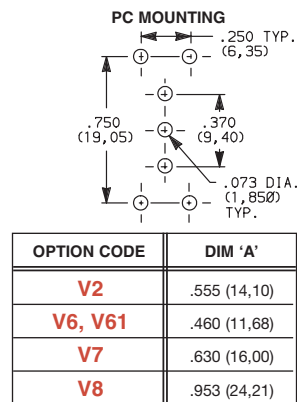 PC MOUNTING
.250 TYP.
(6,35)
.750
(19,05)
.370
(9,40)
.073 DIA.
(1,850)
TYP.
OPTION CODE DIM ‘A’
V2 .555 (14,10)
V6, V61 .460 (11,68)
V7 .630 (16,00)
V8 .953 (24,21)